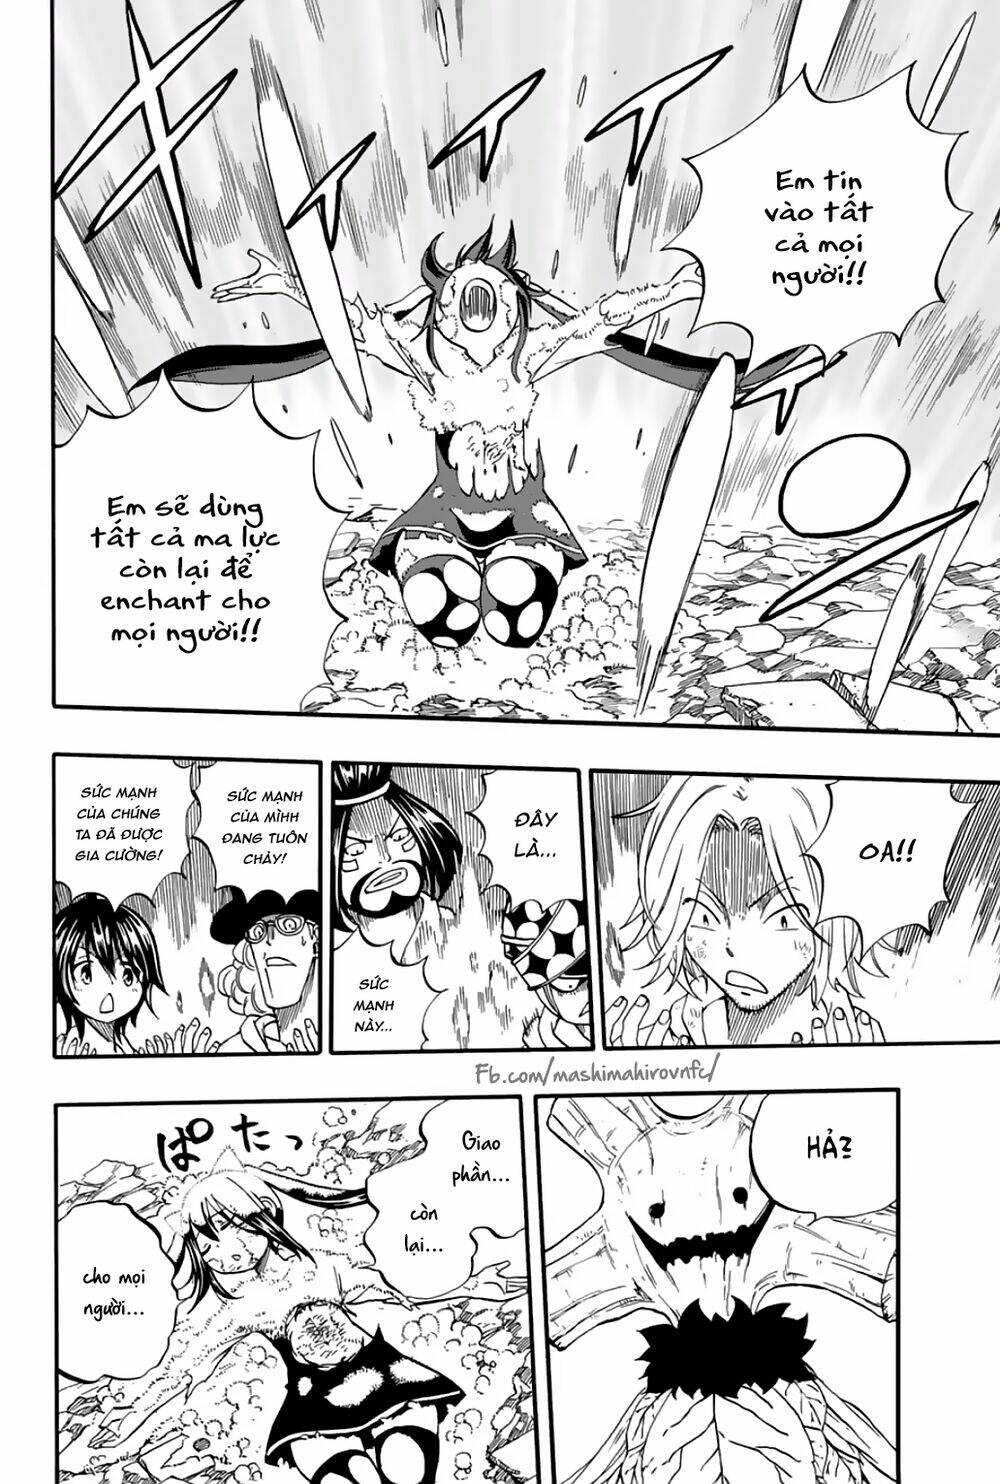 Em tin
vào tất
cả mọi
người!!
Em sẽ dùng
tất cả ma lực
còn lại để
enchant cho
mọi người!!
OA!!
ĐÂY
LÀ...
SỨC
MẠNH
NÀY...
SỨC MẠNH
CỦA MÌNH
ĐANG TUÔN
CHẢY!
SỨC MẠNH
CỦA CHÚNG
TA ĐÃ ĐƯỢC
GIA CƯỜNG!
Fb.com/mashimahirovnfc/
HẢ?
Giao
phần...
còn
lại...
cho mọi
người...
ぱたっ